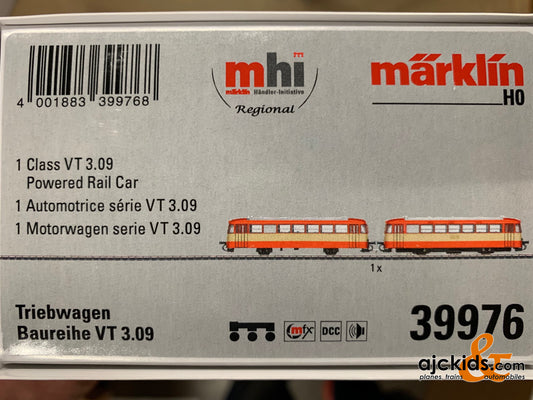 4 001883 399768
mhi
märklin Händler-Initiative
Regional
märklin
H0
1 Class VT 3.09
Powered Rail Car
1 Automotrice série VT 3.09
1 Motorwagen serie VT 3.09
1 x
Triebwagen
Baureihe VT 3.09
mfx
DCC
39976
ajckids.com
planes, trains & automobiles